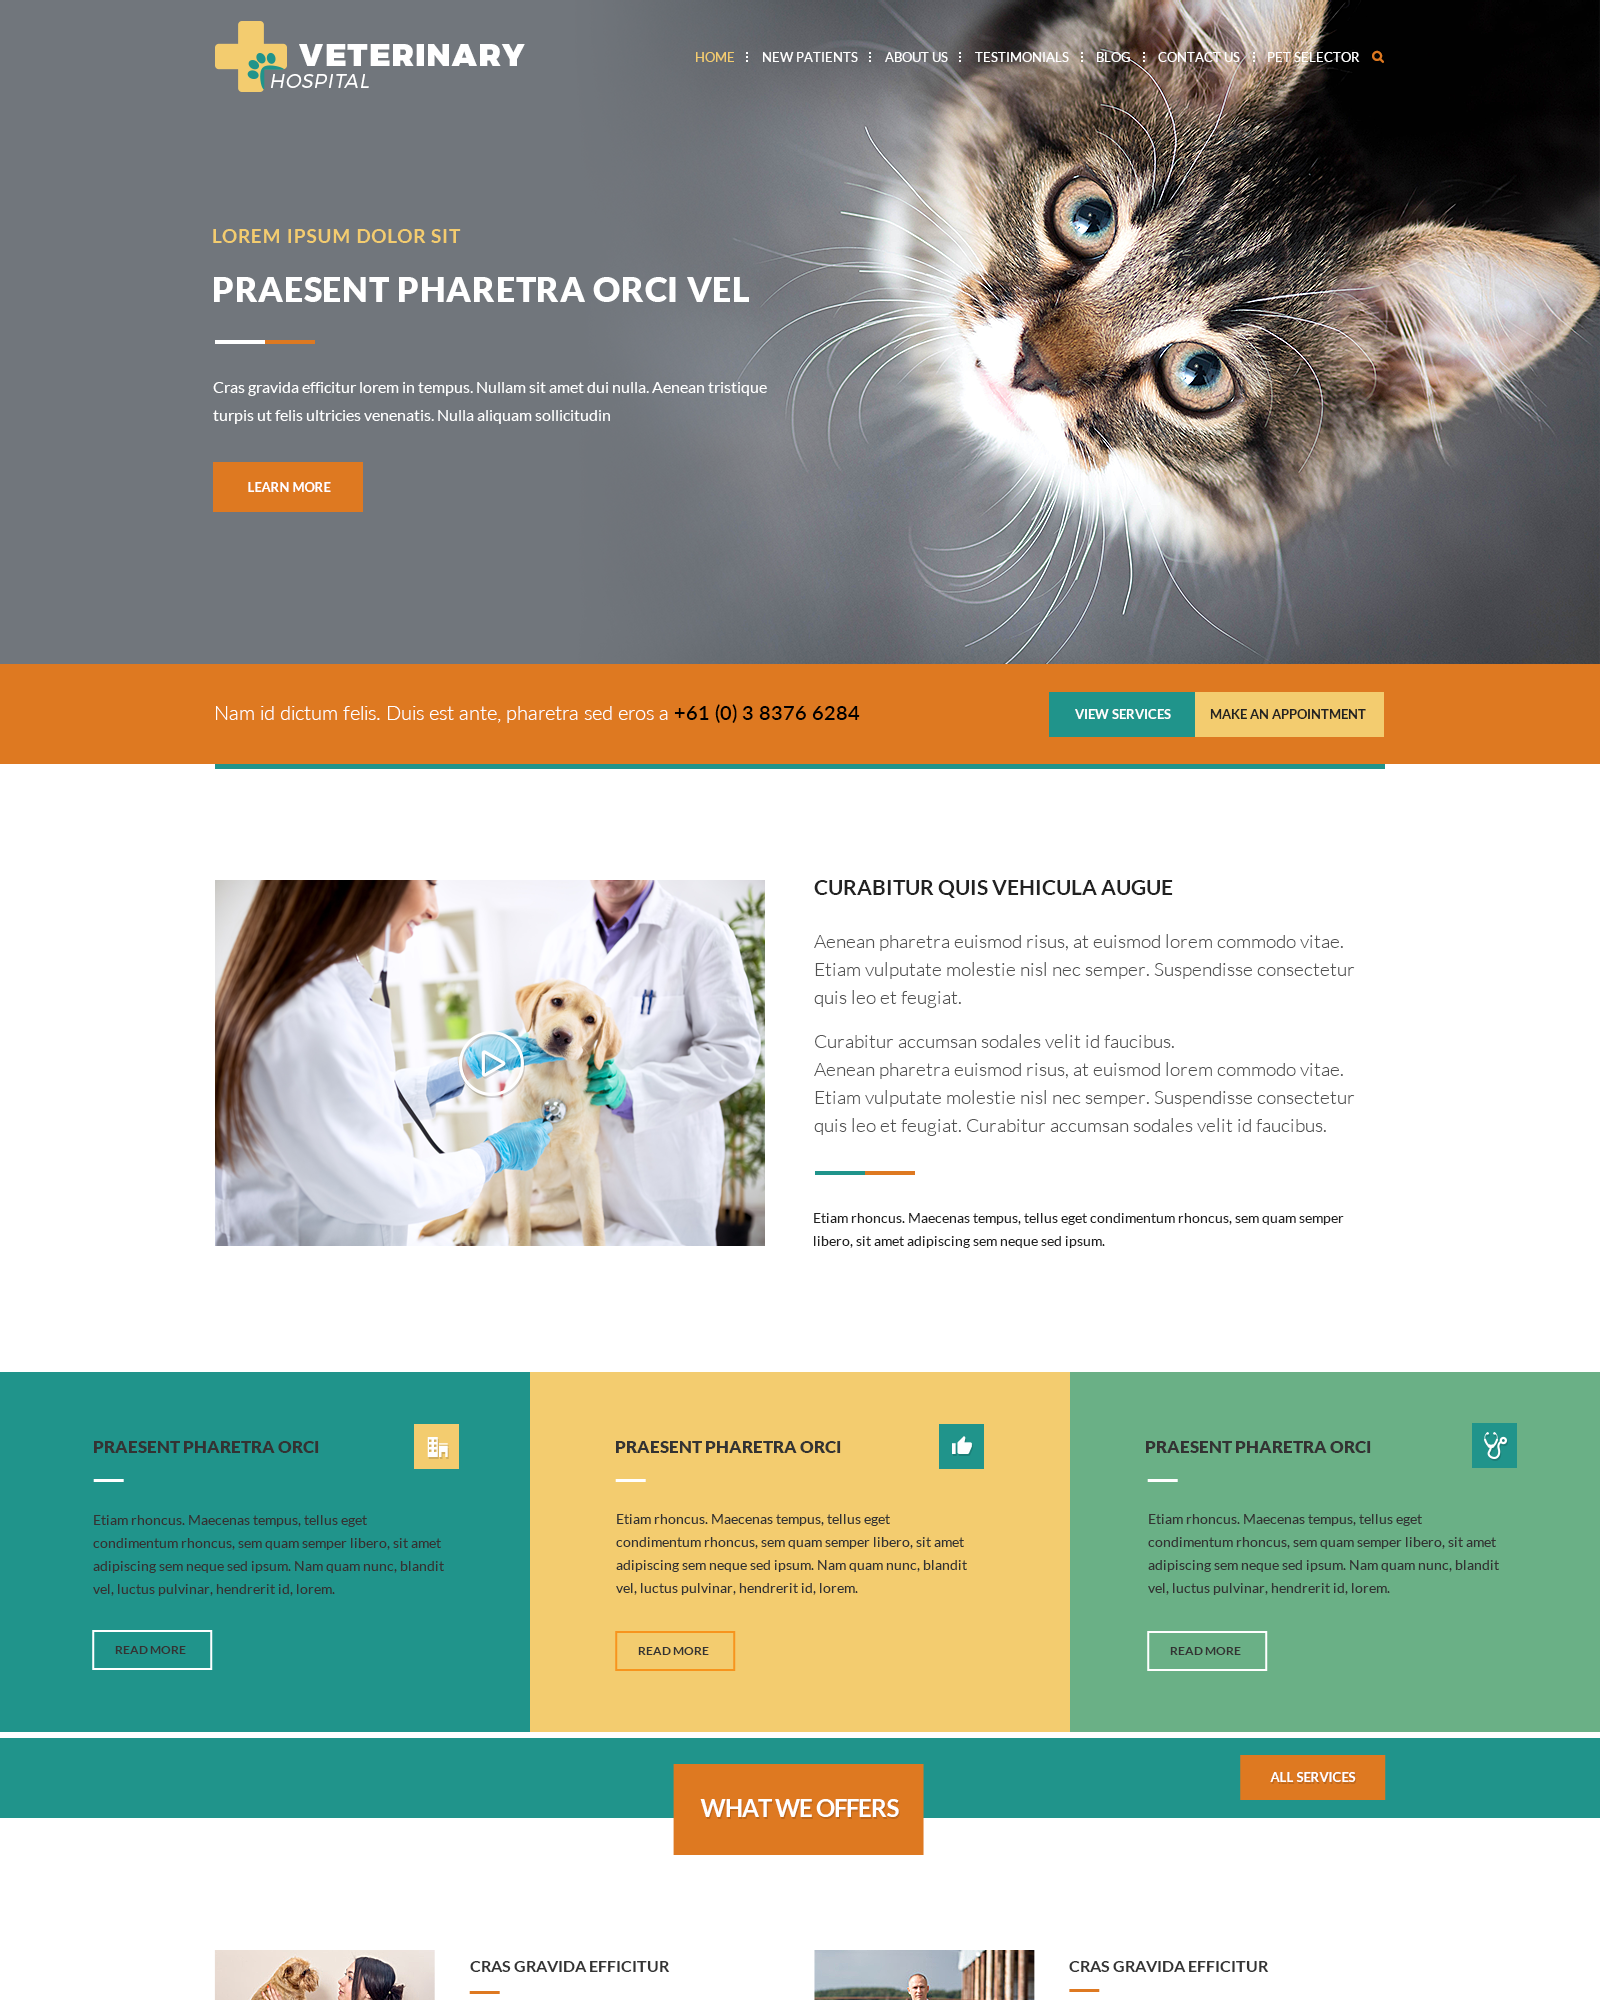 VETERINARY
HOSPITAL
HOME NEW PATIENTS ABOUT US TESTIMONIALS BLOG CONTACT US PET SELECTOR
LOREM IPSUM DOLOR SIT
PRAESENT PHARETRA ORCI VEL
Cras gravida efficitur lorem in tempus. Nullam sit amet dui nulla. Aenean tristique
turpis ut felis ultricies venenatis. Nulla aliquam sollicitudin
LEARN MORE
Nam id dictum felis. Duis est ante, pharetra sed eros a +61 (0) 3 8376 6284
VIEW SERVICES
MAKE AN APPOINTMENT
CURABITUR QUIS VEHICULA AUGUE
Aenean pharetra euismod risus, at euismod lorem commodo vitae.
Etiam vulputate molestie nisl nec semper. Suspendisse consectetur
quis leo et feugiat.
Curabitur accumsan sodales velit id faucibus.
Aenean pharetra euismod risus, at euismod lorem commodo vitae.
Etiam vulputate molestie nisl nec semper. Suspendisse consectetur
quis leo et feugiat. Curabitur accumsan sodales velit id faucibus.
Etiam rhoncus. Maecenas tempus, tellus eget condimentum rhoncus, sem quam semper
libero, sit amet adipiscing sem neque sed ipsum.
PRAESENT PHARETRA ORCI
Etiam rhoncus. Maecenas tempus, tellus eget
condimentum rhoncus, sem quam semper libero, sit amet
adipiscing sem neque sed ipsum. Nam quam nunc, blandit
vel, luctus pulvinar, hendrerit id, lorem.
READ MORE
PRAESENT PHARETRA ORCI
Etiam rhoncus. Maecenas tempus, tellus eget
condimentum rhoncus, sem quam semper libero, sit amet
adipiscing sem neque sed ipsum. Nam quam nunc, blandit
vel, luctus pulvinar, hendrerit id, lorem.
READ MORE
PRAESENT PHARETRA ORCI
Etiam rhoncus. Maecenas tempus, tellus eget
condimentum rhoncus, sem quam semper libero, sit amet
adipiscing sem neque sed ipsum. Nam quam nunc, blandit
vel, luctus pulvinar, hendrerit id, lorem.
READ MORE
ALL SERVICES
WHAT WE OFFERS
CRAS GRAVIDA EFFICITUR
CRAS GRAVIDA EFFICITUR